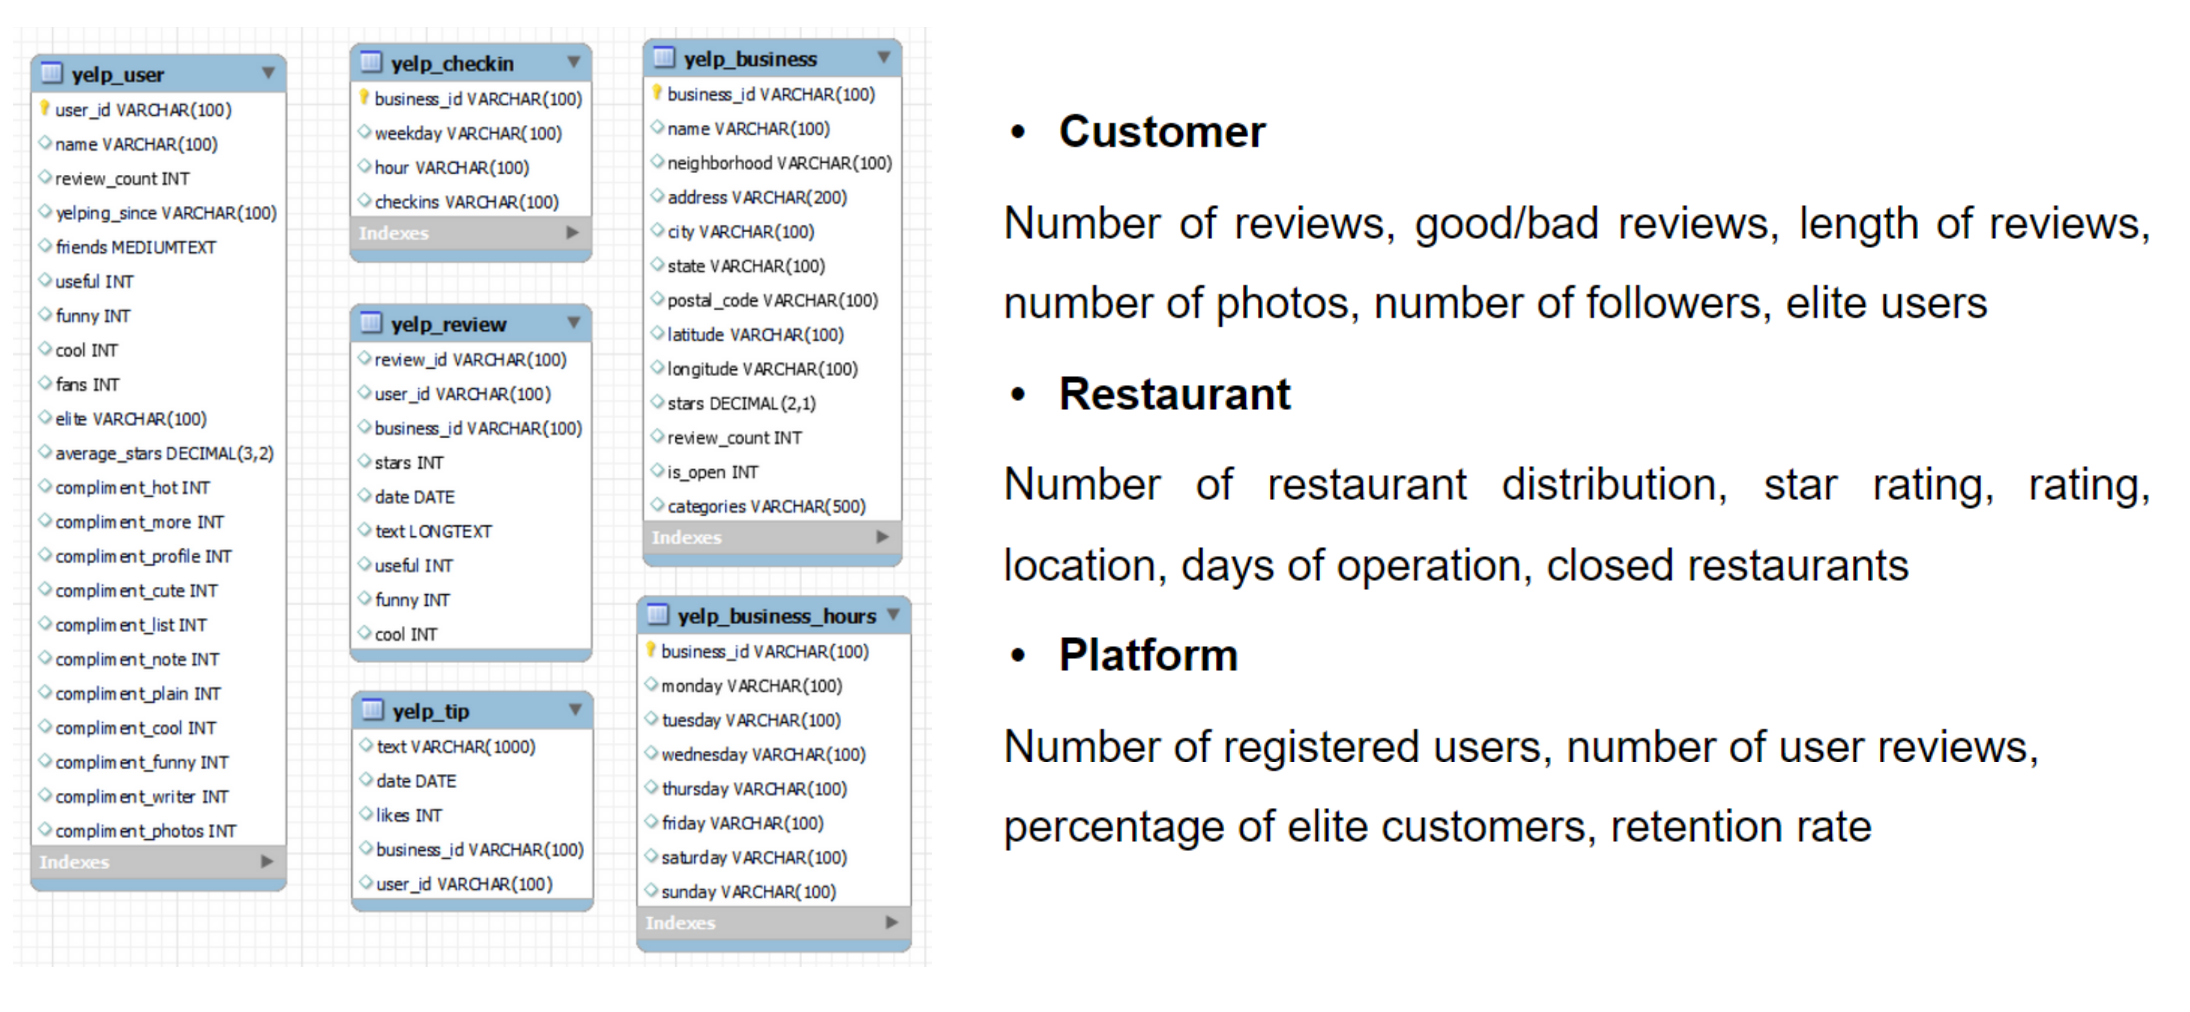 yelp_user
user_id VARCHAR(100)
name VARCHAR(100)
review_count INT
yelping_since VARCHAR(100)
friends MEDIUMTEXT
useful INT
funny INT
cool INT
fans INT
elite VARCHAR(100)
average_stars DECIMAL(3,2)
compliment_hot INT
compliment_more INT
compliment_profile INT
compliment_cute INT
compliment_list INT
compliment_note INT
compliment_plain INT
compliment_cool INT
compliment_funny INT
compliment_writer INT
compliment_photos INT
Indexes
yelp_checkin
business_id VARCHAR(100)
weekday VARCHAR(100)
hour VARCHAR(100)
checkins VARCHAR(100)
Indexes
yelp_review
review_id VARCHAR(100)
user_id VARCHAR(100)
business_id VARCHAR(100)
stars INT
date DATE
text LONGTEXT
useful INT
funny INT
cool INT
yelp_tip
text VARCHAR(1000)
date DATE
likes INT
business_id VARCHAR(100)
user_id VARCHAR(100)
yelp_business
business_id VARCHAR(100)
name VARCHAR(100)
neighborhood VARCHAR(100)
address VARCHAR(200)
city VARCHAR(100)
state VARCHAR(100)
postal_code VARCHAR(100)
latitude VARCHAR(100)
longitude VARCHAR(100)
stars DECIMAL(2,1)
review_count INT
is_open INT
categories VARCHAR(500)
Indexes
yelp_business_hours
business_id VARCHAR(100)
monday VARCHAR(100)
tuesday VARCHAR(100)
wednesday VARCHAR(100)
thursday VARCHAR(100)
friday VARCHAR(100)
saturday VARCHAR(100)
sunday VARCHAR(100)
Indexes
• Customer
Number of reviews, good/bad reviews, length of reviews,
number of photos, number of followers, elite users
• Restaurant
Number of restaurant distribution, star rating, rating,
location, days of operation, closed restaurants
• Platform
Number of registered users, number of user reviews,
percentage of elite customers, retention rate